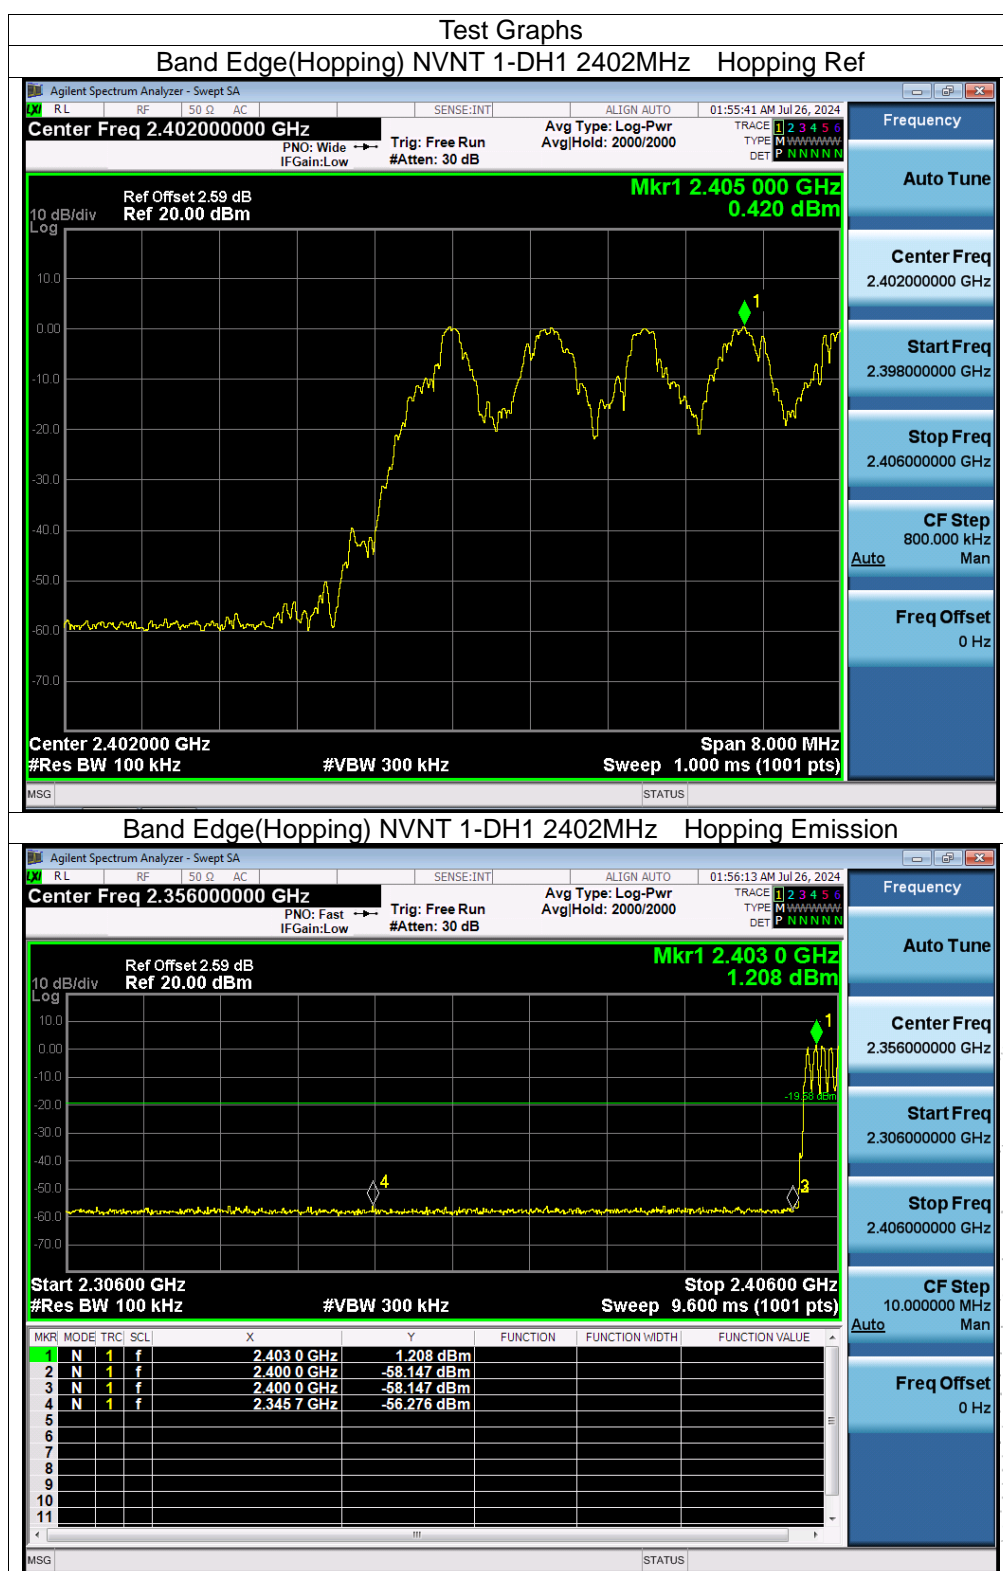 Test Graphs
Band Edge(Hopping) NVNT 1-DH1 2402MHz Hopping Ref
Agilent Spectrum Analyzer - Swept SA
LXI RL RF 50 Ω AC SENSE:INT ALIGN AUTO 01:55:41 AM Jul 26, 2024
Center Freq 2.402000000 GHz
PNO: Wide
IFGain:Low
Trig: Free Run
#Atten: 30 dB
Avg Type: Log-Pwr
Avg|Hold: 2000/2000
TRACE 1 2 3 4 5 6
TYPE M WWWWW
DET P N N N N N
Frequency
Mkr1 2.405 000 GHz
0.420 dBm
Ref Offset 2.59 dB
10 dB/div Ref 20.00 dBm
Log
10.0
0.00
-10.0
-20.0
-30.0
-40.0
-50.0
-60.0
-70.0
1
Center 2.402000 GHz Span 8.000 MHz
#Res BW 100 kHz #VBW 300 kHz Sweep 1.000 ms (1001 pts)
MSG STATUS
Auto Tune
Center Freq
2.402000000 GHz
Start Freq
2.398000000 GHz
Stop Freq
2.406000000 GHz
CF Step
800.000 kHz
Auto Man
Freq Offset
0 Hz
Band Edge(Hopping) NVNT 1-DH1 2402MHz Hopping Emission
Agilent Spectrum Analyzer - Swept SA
LXI RL RF 50 Ω AC SENSE:INT ALIGN AUTO 01:56:13 AM Jul 26, 2024
Center Freq 2.356000000 GHz
PNO: Fast
IFGain:Low
Trig: Free Run
#Atten: 30 dB
Avg Type: Log-Pwr
Avg|Hold: 2000/2000
TRACE 1 2 3 4 5 6
TYPE M WWWWW
DET P N N N N N
Frequency
Mkr1 2.403 0 GHz
1.208 dBm
Ref Offset 2.59 dB
10 dB/div Ref 20.00 dBm
Log
10.0
0.00
-10.0
-20.0
-30.0
-40.0
-50.0
-60.0
-70.0
1
-19.58 dBm
4
3
Start 2.30600 GHz Stop 2.40600 GHz
#Res BW 100 kHz #VBW 300 kHz Sweep 9.600 ms (1001 pts)
MKR MODE TRC SCL X Y FUNCTION FUNCTION WIDTH FUNCTION VALUE
1 N 1 f 2.403 0 GHz 1.208 dBm
2 N 1 f 2.400 0 GHz -58.147 dBm
3 N 1 f 2.400 0 GHz -58.147 dBm
4 N 1 f 2.345 7 GHz -56.276 dBm
5
6
7
8
9
10
11
MSG STATUS
Auto Tune
Center Freq
2.356000000 GHz
Start Freq
2.306000000 GHz
Stop Freq
2.406000000 GHz
CF Step
10.000000 MHz
Auto Man
Freq Offset
0 Hz